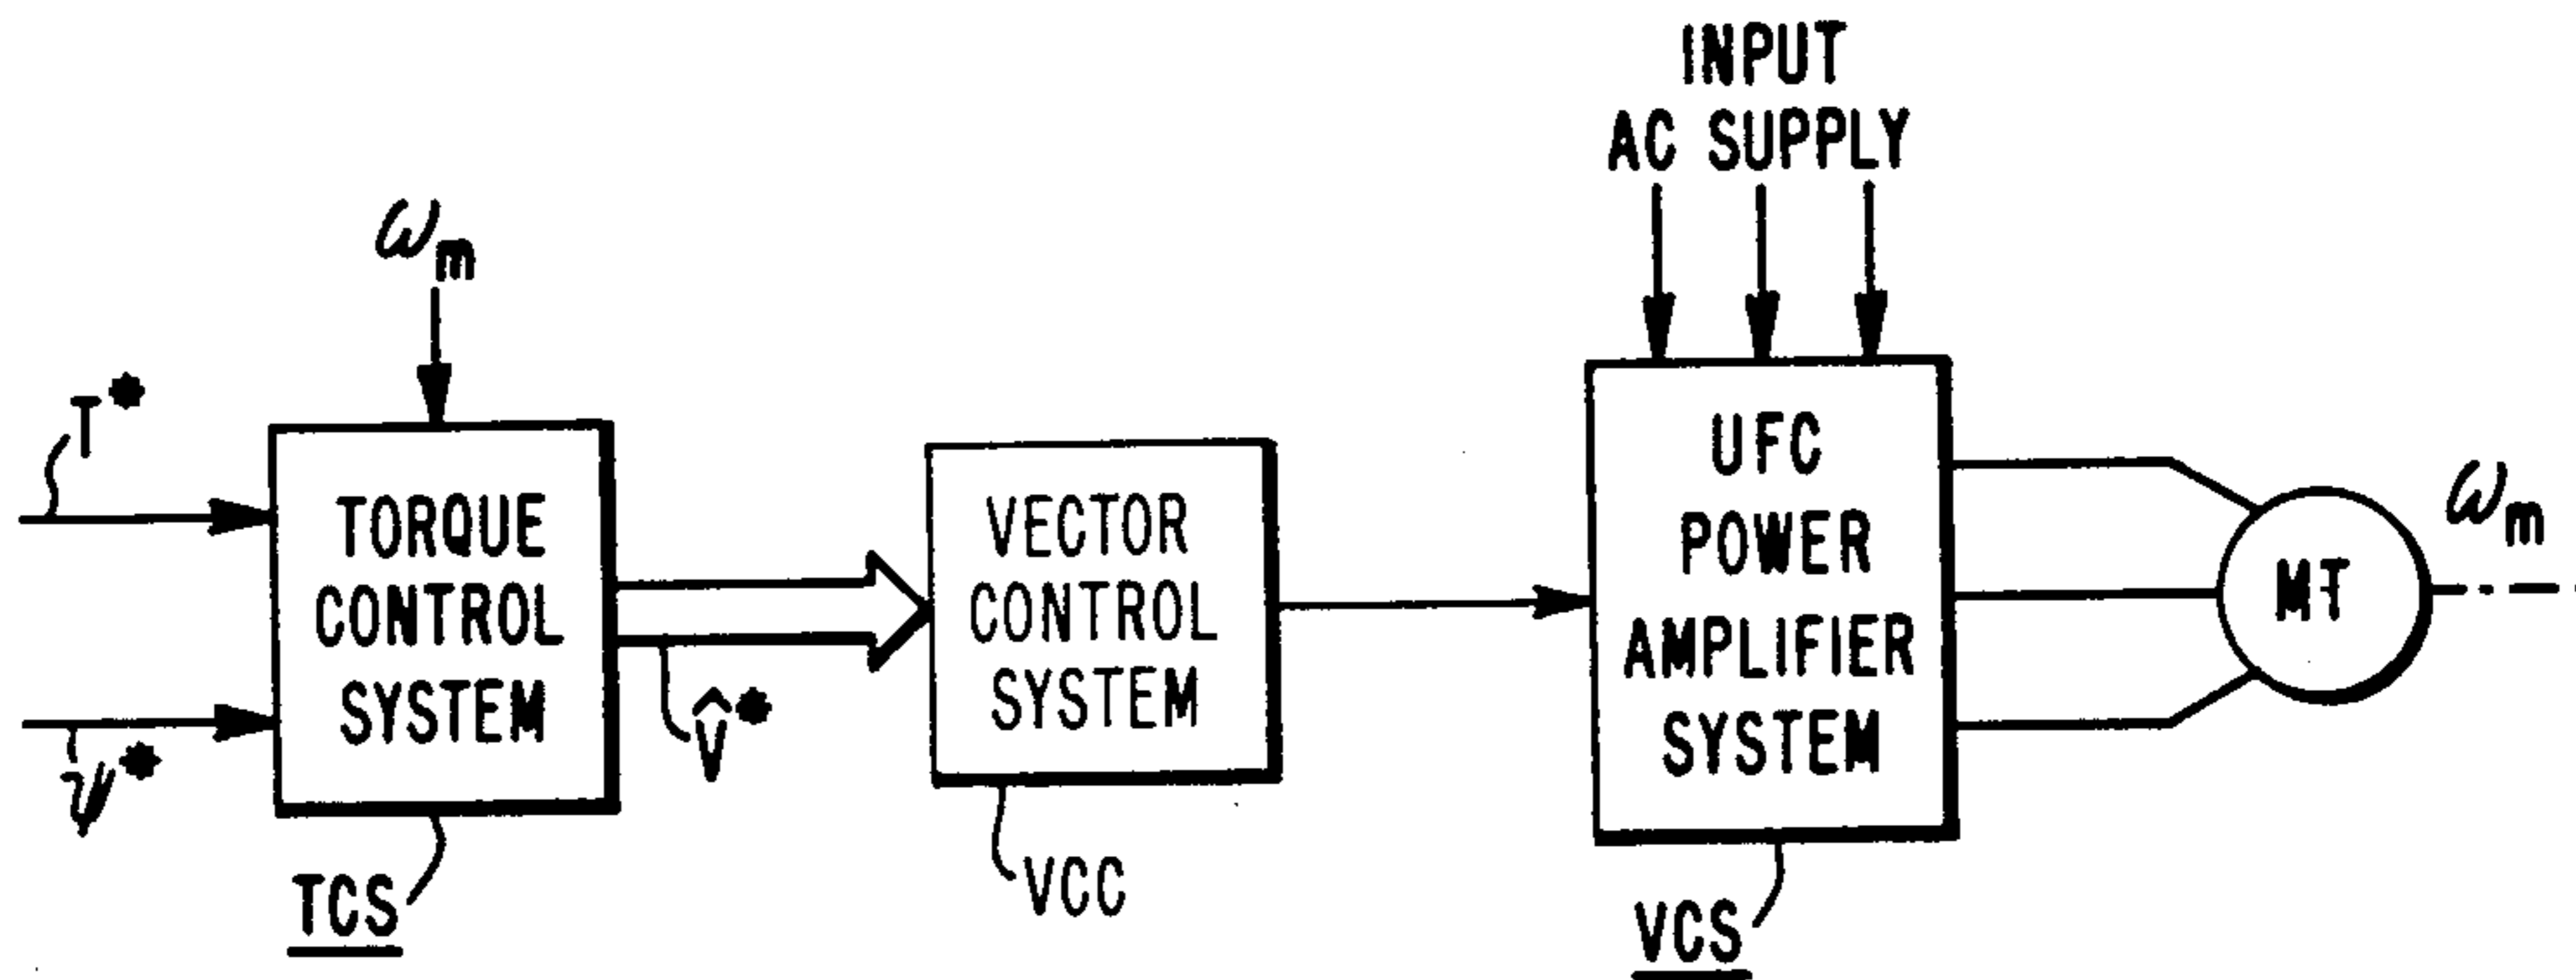 INPUT
AC SUPPLY
ωm
T*
ψ*
TORQUE
CONTROL
SYSTEM
TCS
V̂*
VECTOR
CONTROL
SYSTEM
VCC
UFC
POWER
AMPLIFIER
SYSTEM
VCS
MT
ωm